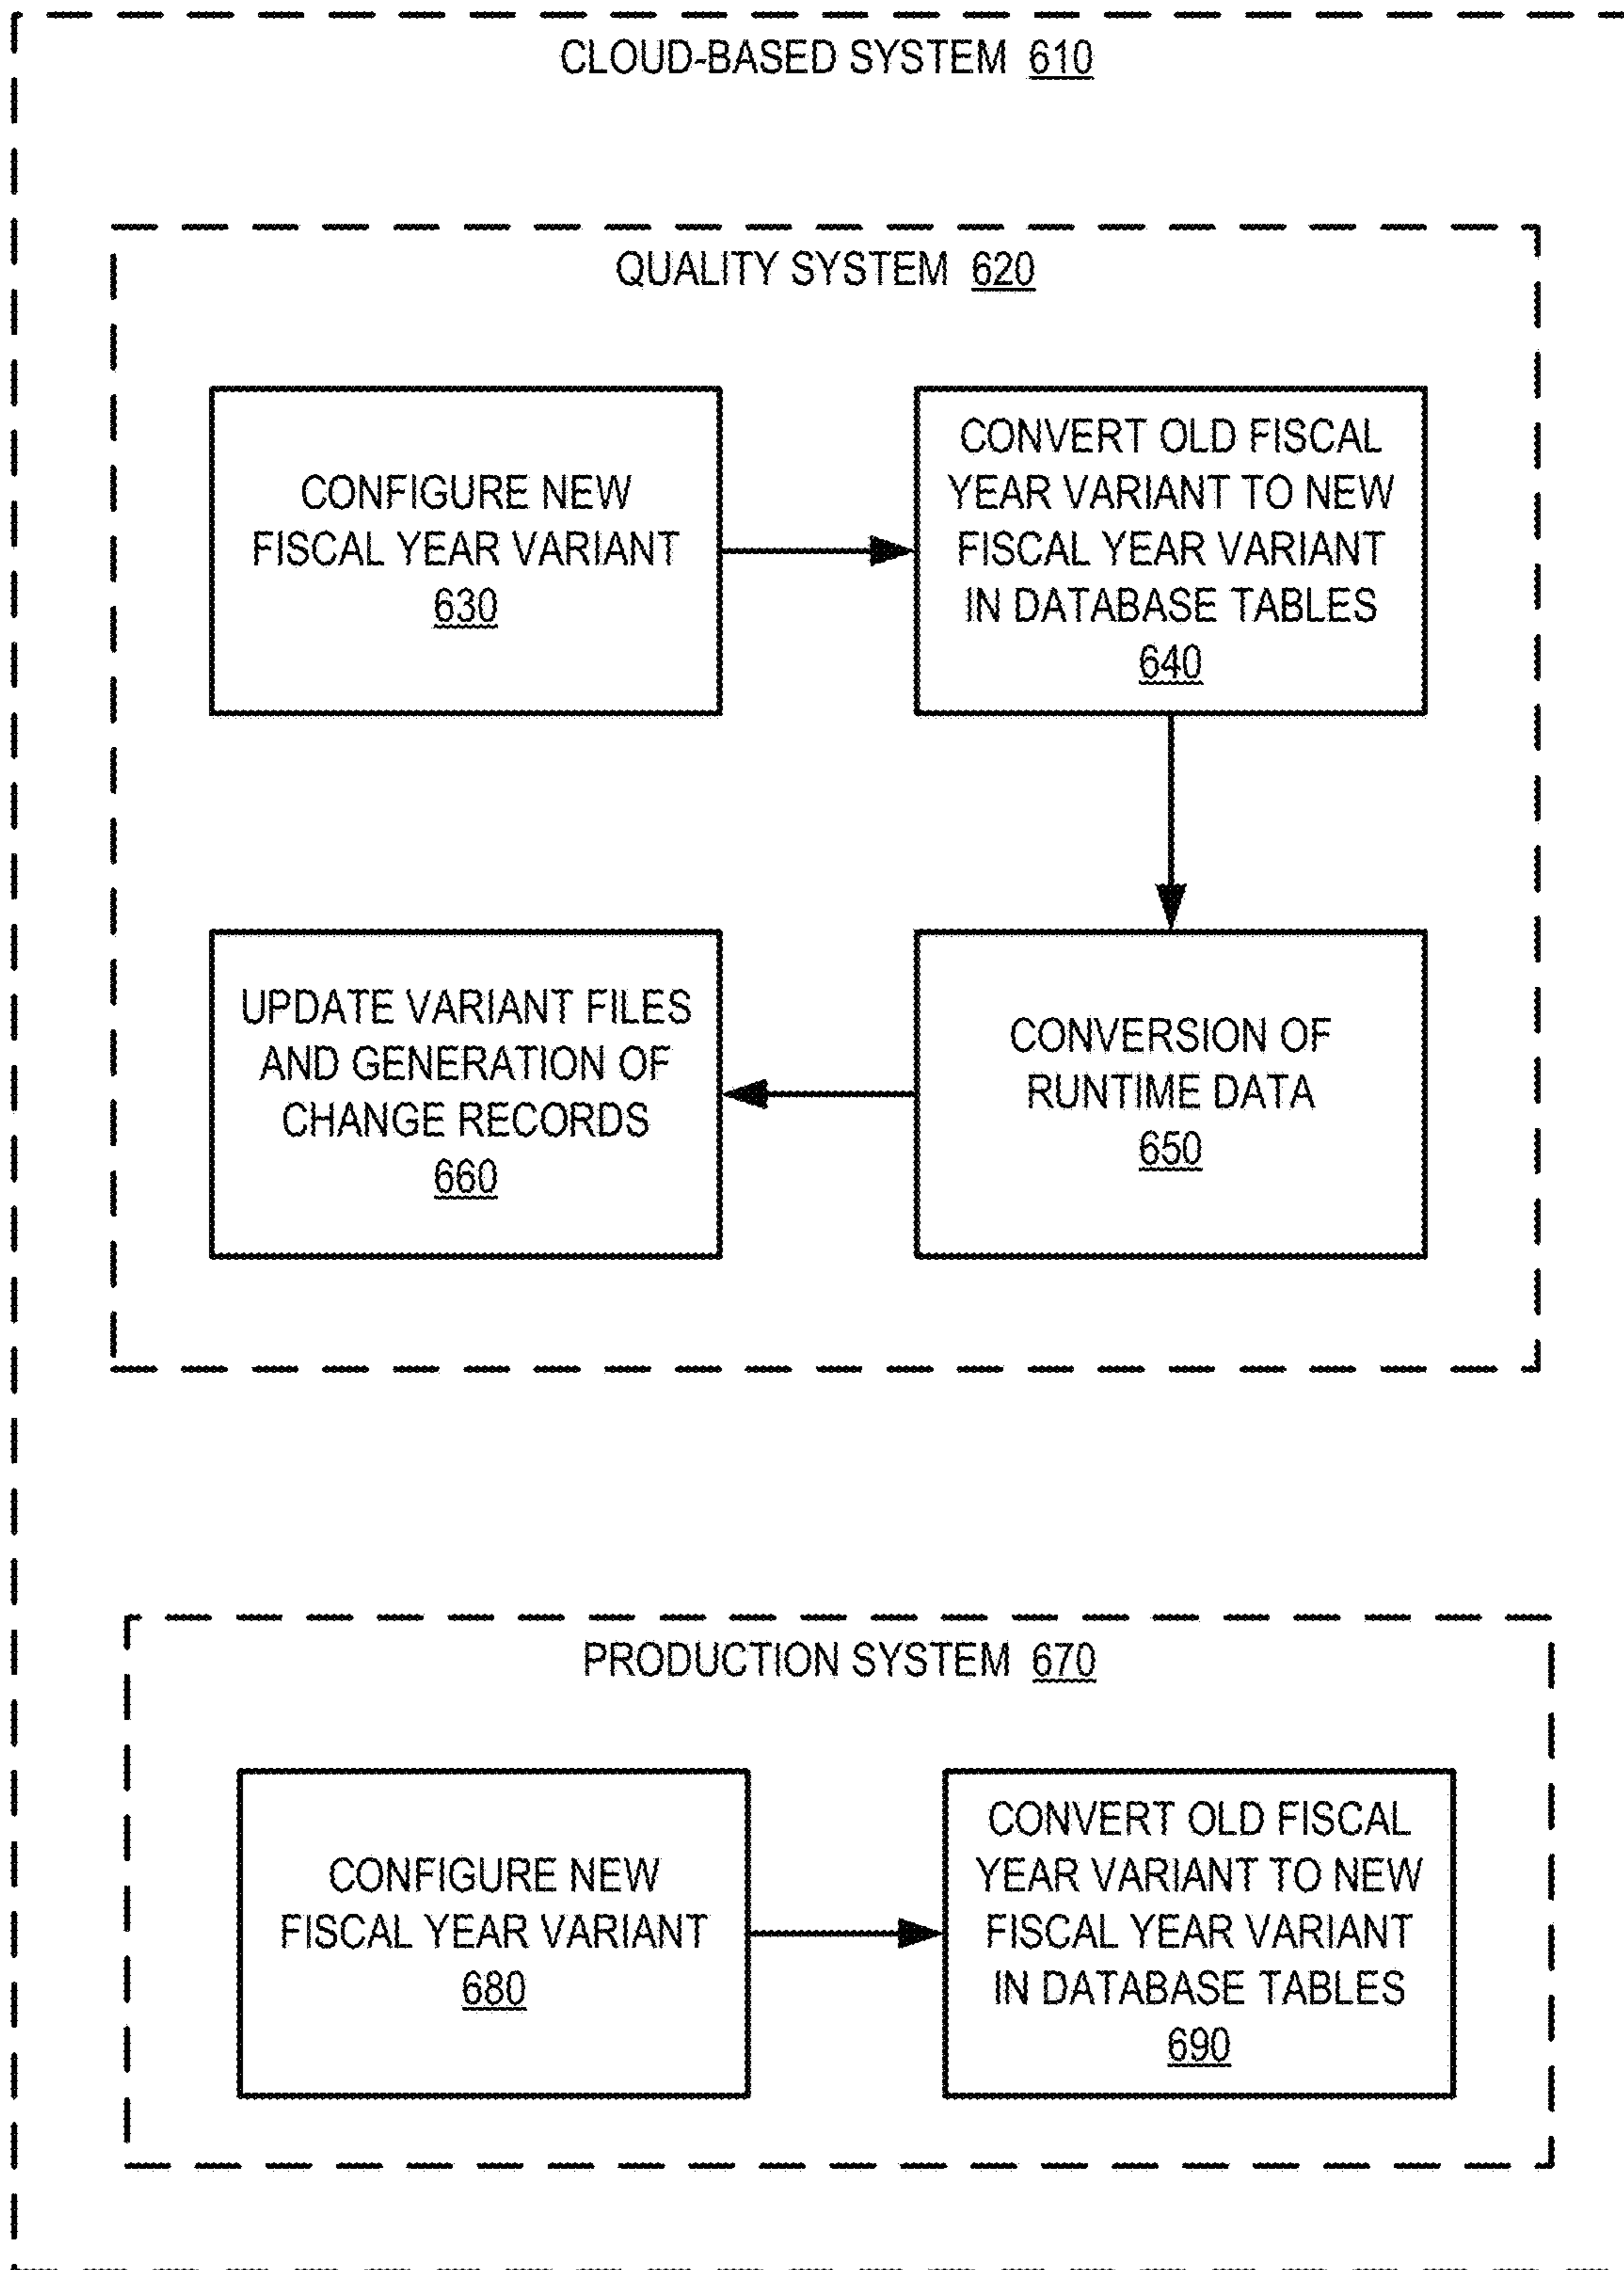 CLOUD-BASED SYSTEM 610
QUALITY SYSTEM 620
CONFIGURE NEW
FISCAL YEAR VARIANT
630
CONVERT OLD FISCAL
YEAR VARIANT TO NEW
FISCAL YEAR VARIANT
IN DATABASE TABLES
640
UPDATE VARIANT FILES
AND GENERATION OF
CHANGE RECORDS
660
CONVERSION OF
RUNTIME DATA
650
PRODUCTION SYSTEM 670
CONFIGURE NEW
FISCAL YEAR VARIANT
680
CONVERT OLD FISCAL
YEAR VARIANT TO NEW
FISCAL YEAR VARIANT
IN DATABASE TABLES
690